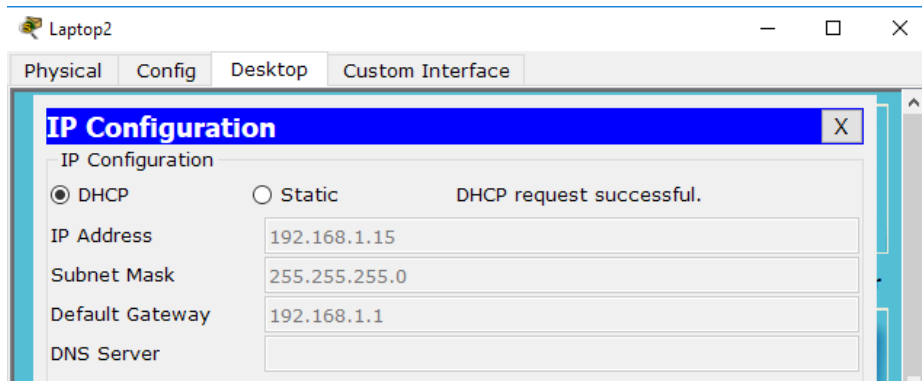 Laptop2
Physical Config Desktop Custom Interface
IP Configuration X
IP Configuration
DHCP Static DHCP request successful.
IP Address 192.168.1.15
Subnet Mask 255.255.255.0
Default Gateway 192.168.1.1
DNS Server